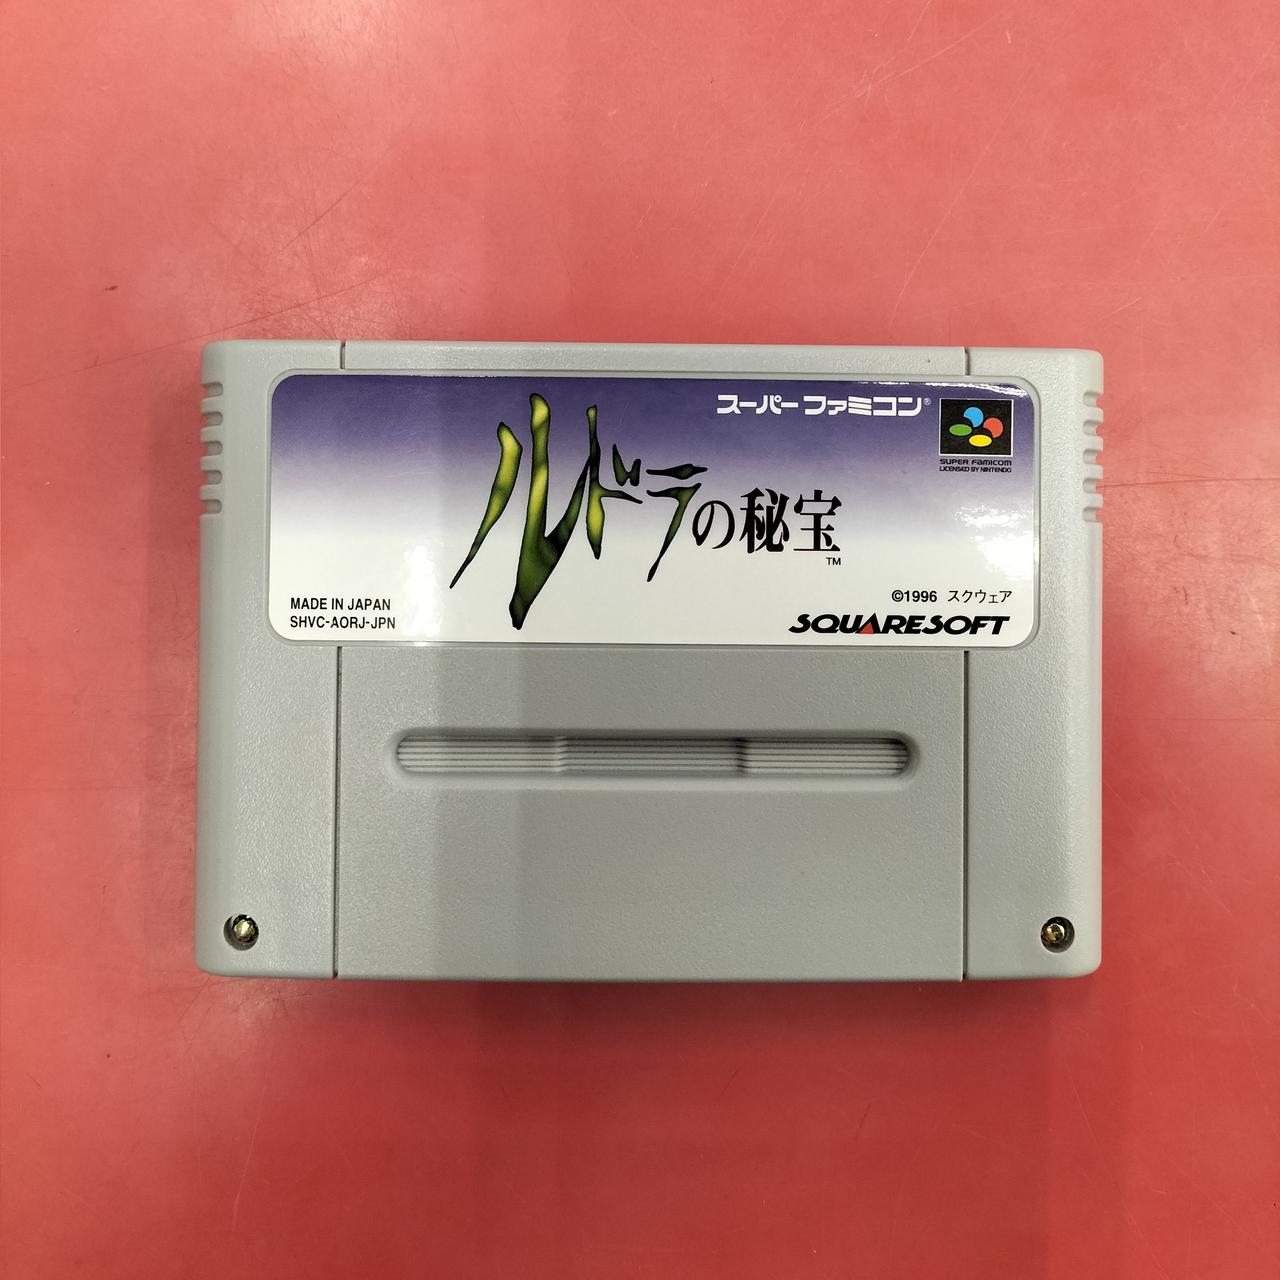 スーパーファミコン®
SUPER FAMICOM
LICENSED BY NINTENDO
ルドラの秘宝
TM
©1996 スクウェア
SQUARESOFT
MADE IN JAPAN
SHVC-AORJ-JPN